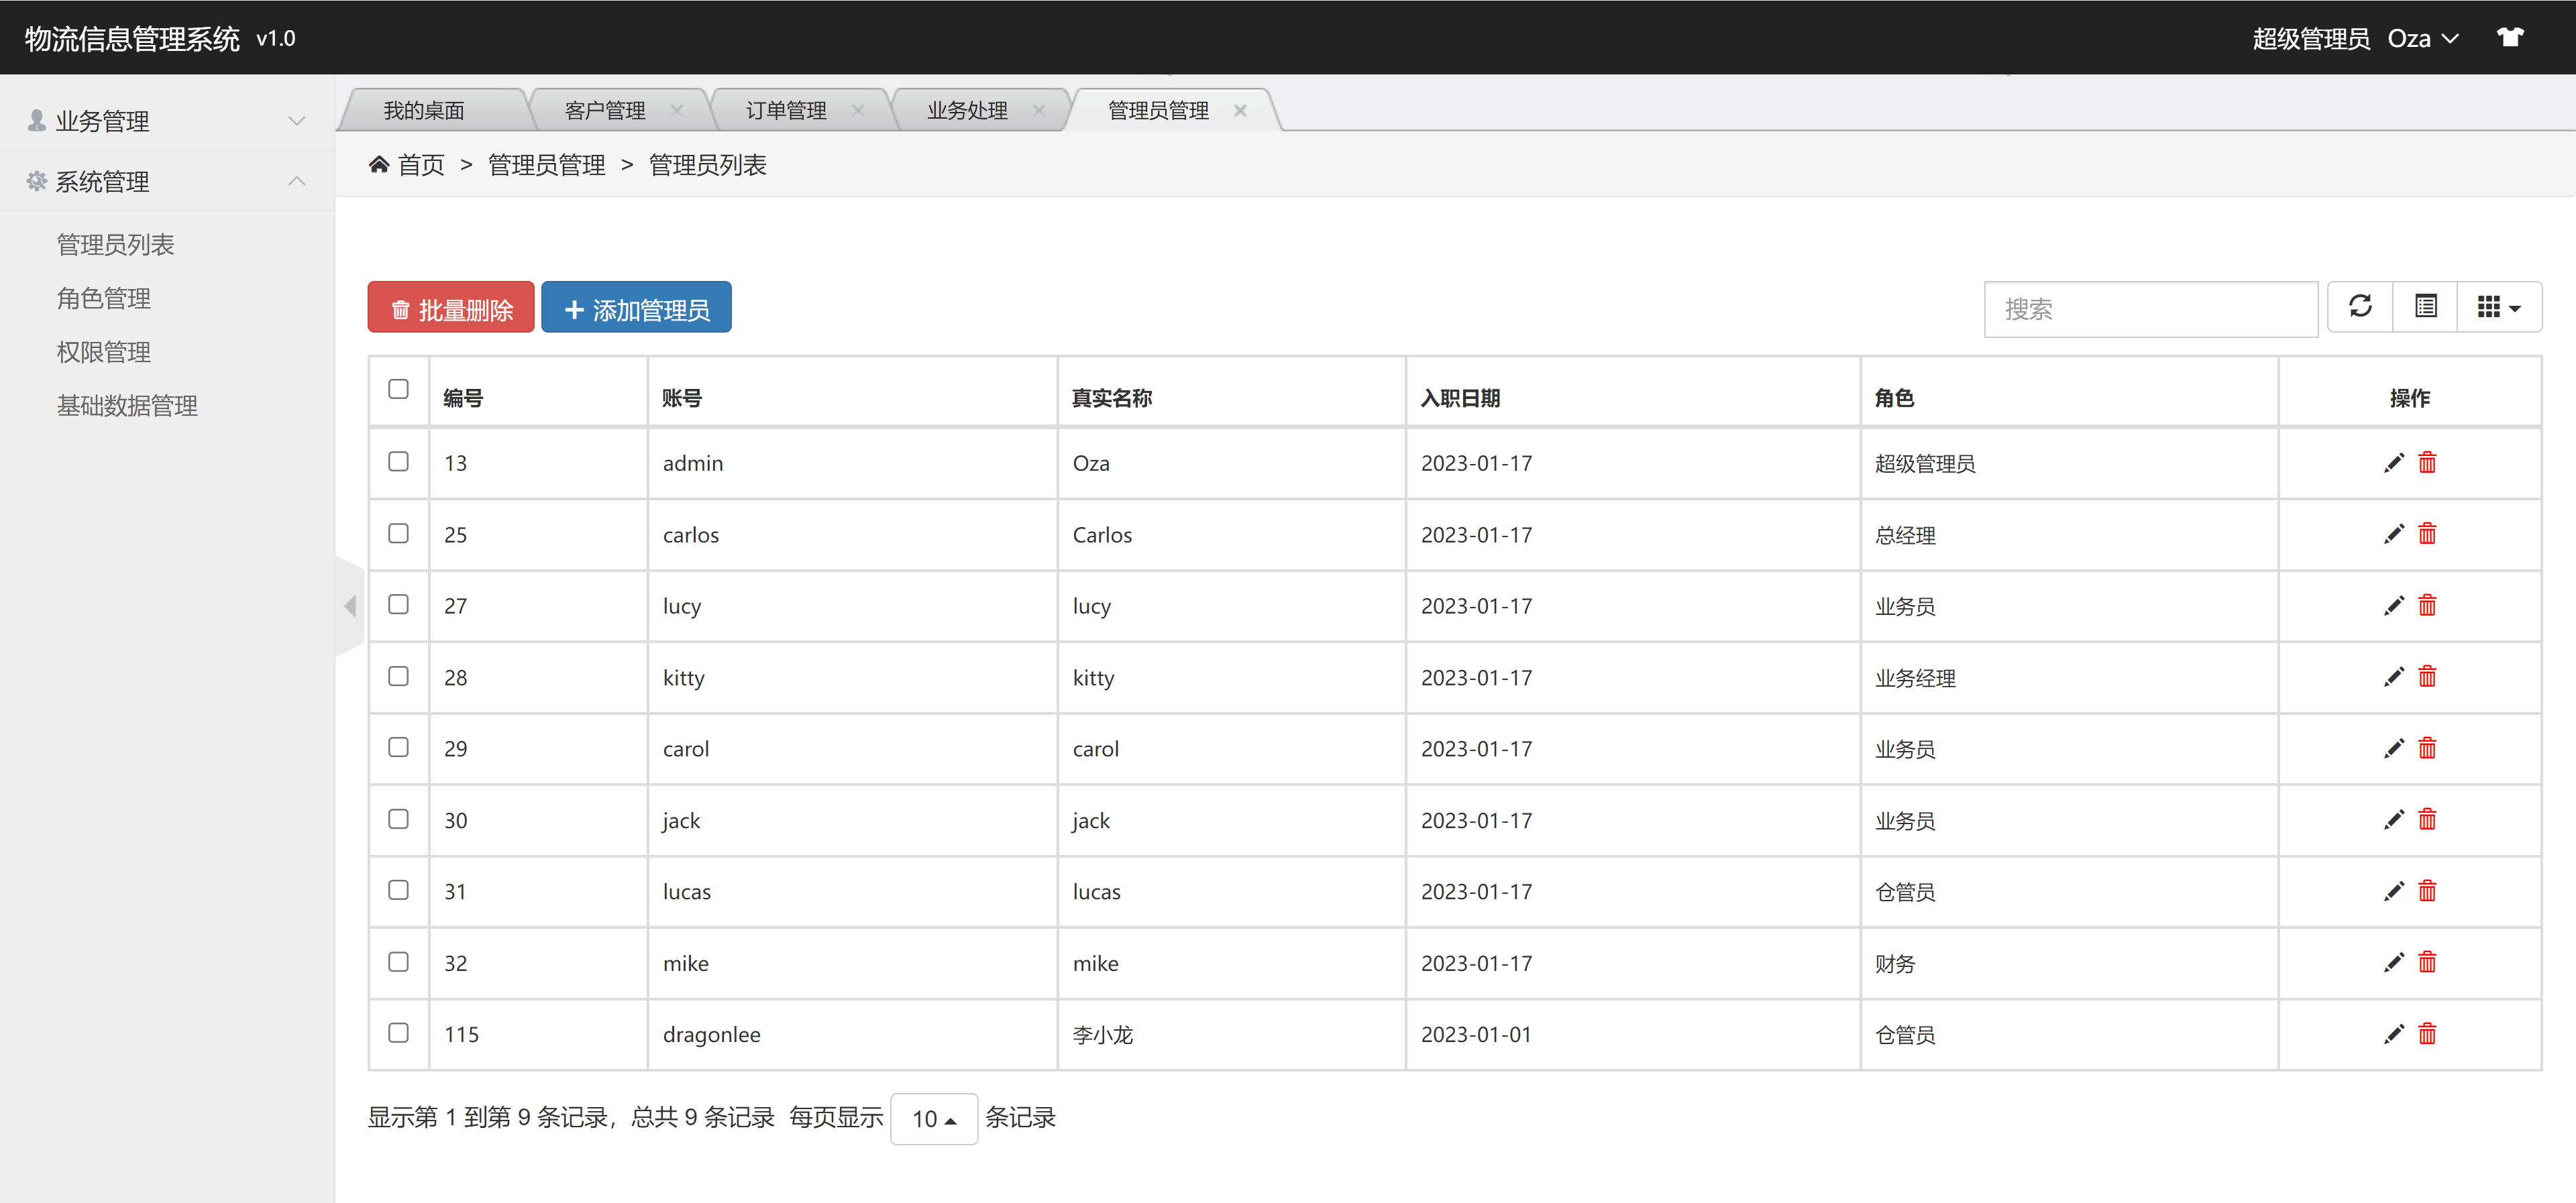 物流信息管理系统 v1.0
超级管理员 Oza
业务管理
系统管理
管理员列表
角色管理
权限管理
基础数据管理
我的桌面 客户管理 订单管理 业务处理 管理员管理
首页 > 管理员管理 > 管理员列表
批量删除 添加管理员 搜索
编号 账号 真实名称 入职日期 角色 操作
13 admin Oza 2023-01-17 超级管理员
25 carlos Carlos 2023-01-17 总经理
27 lucy lucy 2023-01-17 业务员
28 kitty kitty 2023-01-17 业务经理
29 carol carol 2023-01-17 业务员
30 jack jack 2023-01-17 业务员
31 lucas lucas 2023-01-17 仓管员
32 mike mike 2023-01-17 财务
115 dragonlee 李小龙 2023-01-01 仓管员
显示第 1 到第 9 条记录，总共 9 条记录 每页显示 10 条记录